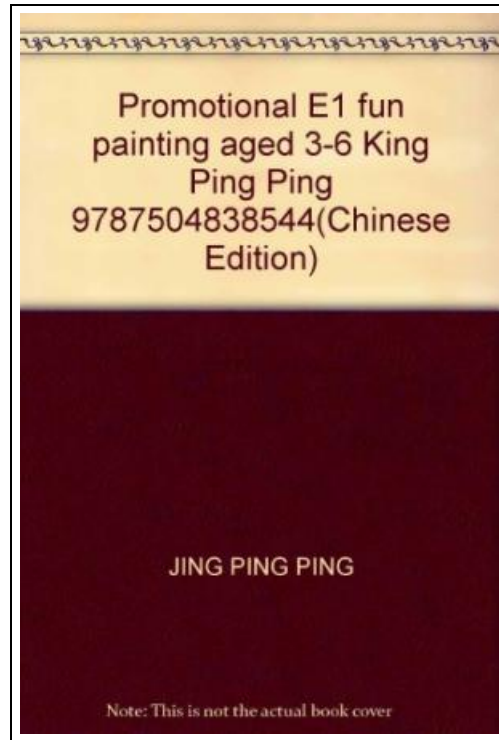 Promotional E1 fun
painting aged 3-6 King
Ping Ping
9787504838544(Chinese
Edition)
JING PING PING
Note: This is not the actual book cover